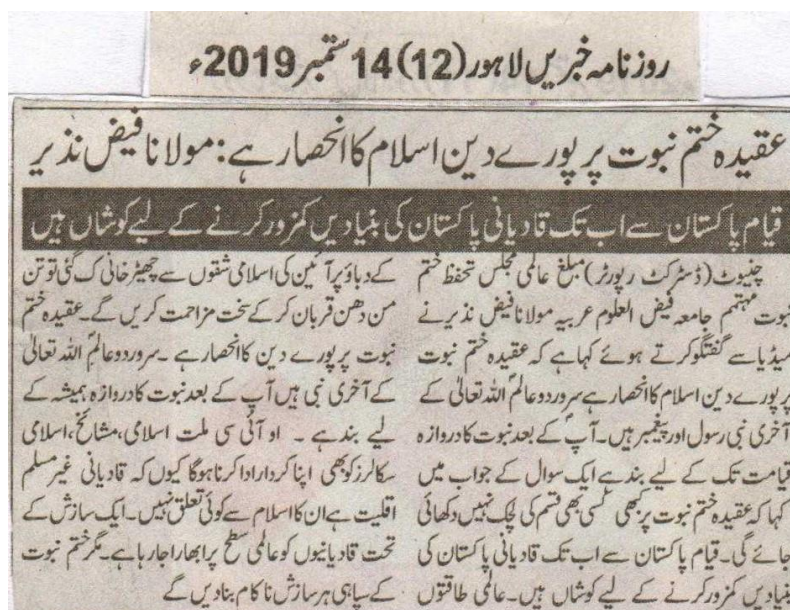 روزنامہ خبریں لاہور (12) 14 ستمبر 2019ء
عقیدہ ختم نبوت پر پورے دین اسلام کا انحصار ہے: مولانا فیض نذیر
قیام پاکستان سے اب تک قادیانی پاکستان کی بنیادیں کمزور کرنے کے لیے کوشاں ہیں
چنیوٹ (ڈسٹرکٹ رپورٹر) مبلغ عالمی مجلس تحفظ ختم
نبوت مہتمم جامعہ فیض العلوم عربیہ مولانا فیض نذیر نے
میڈیا سے گفتگو کرتے ہوئے کہا ہے کہ عقیدہ ختم نبوت
پر پورے دین اسلام کا انحصار ہے سرور دو عالمؐ اللہ تعالیٰ کے
آخری نبی رسول اور پیغمبر ہیں۔ آپؐ کے بعد نبوت کا دروازہ
قیامت تک کے لیے بند ہے ایک سوال کے جواب میں
کہا کہ عقیدہ ختم نبوت پر کبھی کسی بھی قسم کی لچک نہیں دکھائی
جائے گی۔ قیام پاکستان سے اب تک قادیانی پاکستان کی
بنیادیں کمزور کرنے کے لیے کوشاں ہیں۔ عالمی طاقتوں
کے دباؤ پر آئین کی اسلامی شقوں سے چھیڑ خانی کی گئی تو تن
من دھن قربان کر کے سخت مزاحمت کریں گے۔ عقیدہ ختم
نبوت پر پورے دین کا انحصار ہے۔ سرور دو عالمؐ اللہ تعالیٰ
کے آخری نبی ہیں آپؐ کے بعد نبوت کا دروازہ ہمیشہ کے
لیے بند ہے۔ او آئی سی ملت اسلامی، مشائخ، اسلامی
سکالرز کو بھی اپنا کردار ادا کرنا ہوگا کیوں کہ قادیانی غیر مسلم
اقلیت ہے ان کا اسلام سے کوئی تعلق نہیں۔ ایک سازش کے
تحت قادیانیوں کو عالمی سطح پر ابھارا جا رہا ہے۔ مگر ختم نبوت
کے سپاہی ہر سازش ناکام بنا دیں گے